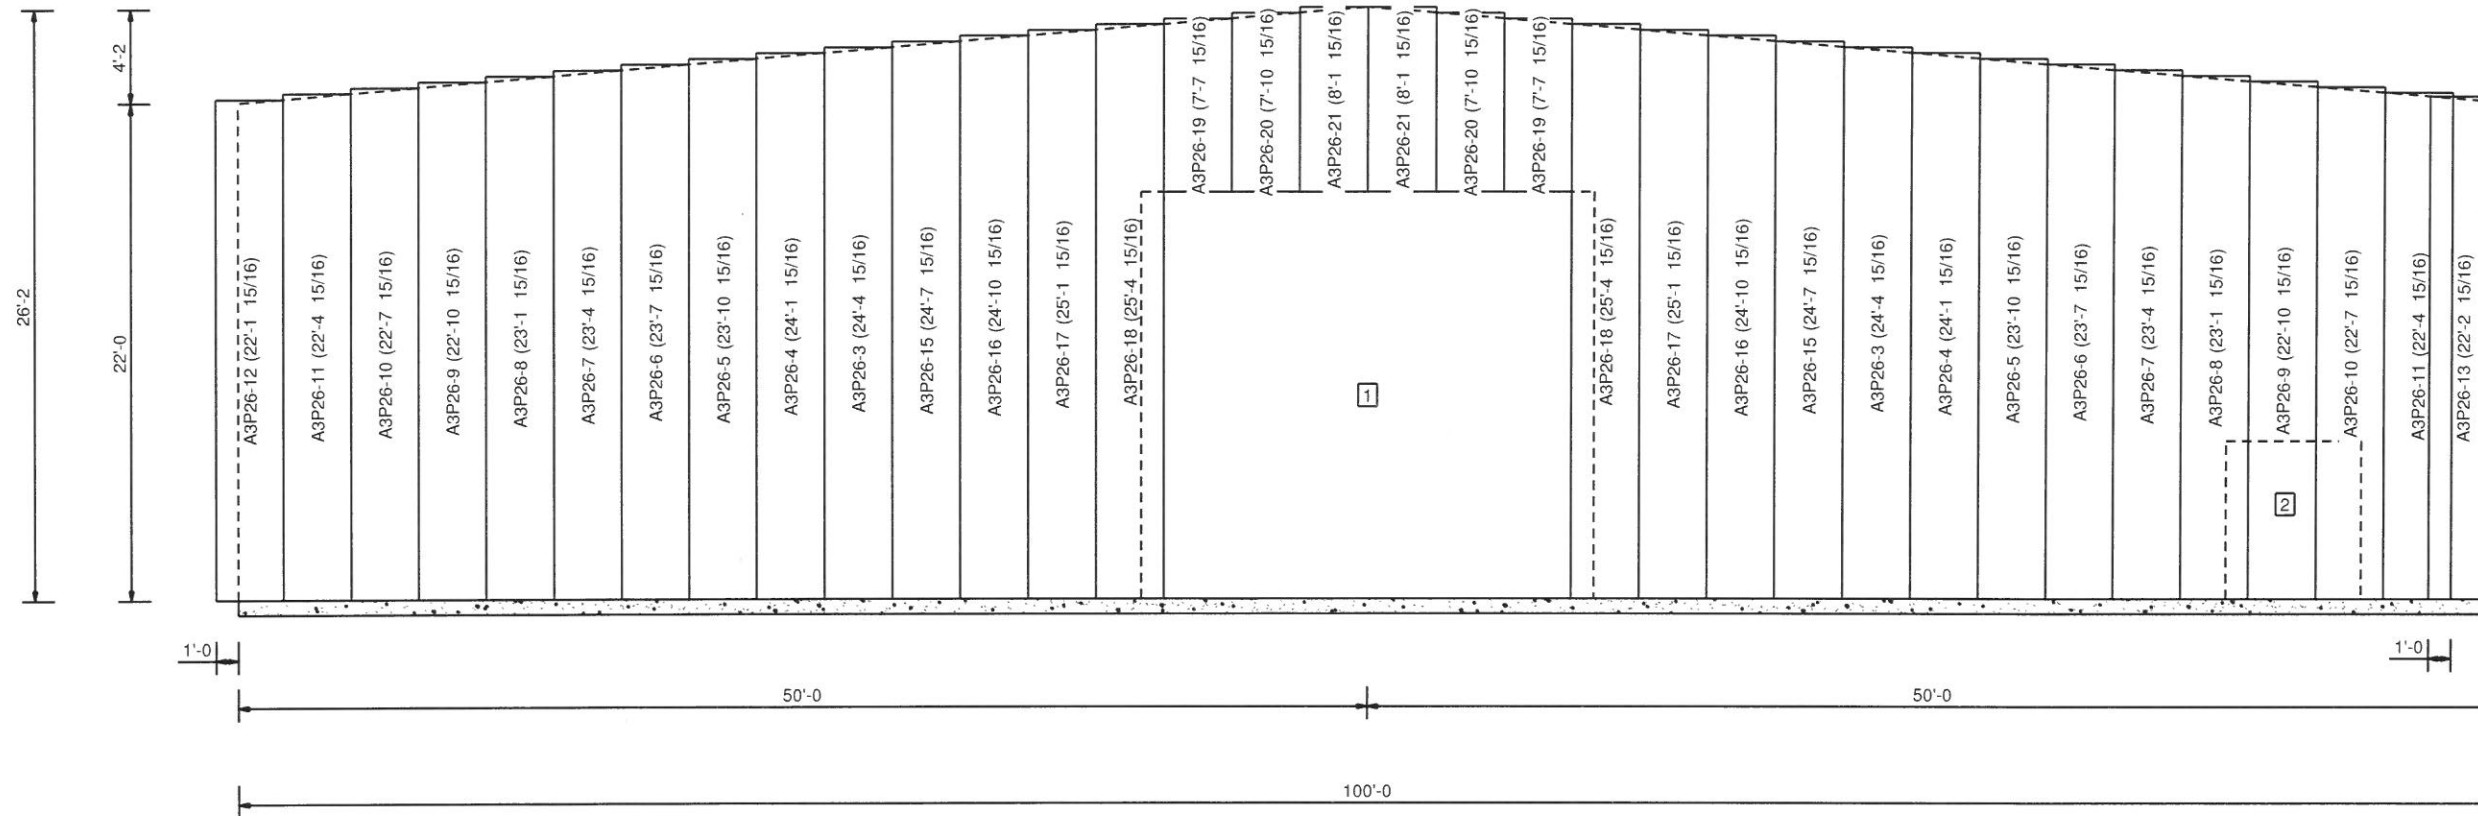 26'-2
4'-2
22'-0
A3P26-12 (22'-1 15/16)
A3P26-11 (22'-4 15/16)
A3P26-10 (22'-7 15/16)
A3P26-9 (22'-10 15/16)
A3P26-8 (23'-1 15/16)
A3P26-7 (23'-4 15/16)
A3P26-6 (23'-7 15/16)
A3P26-5 (23'-10 15/16)
A3P26-4 (24'-1 15/16)
A3P26-3 (24'-4 15/16)
A3P26-15 (24'-7 15/16)
A3P26-16 (24'-10 15/16)
A3P26-17 (25'-1 15/16)
A3P26-18 (25'-4 15/16)
A3P26-19 (7'-7 15/16)
A3P26-20 (7'-10 15/16)
A3P26-21 (8'-1 15/16)
A3P26-21 (8'-1 15/16)
A3P26-20 (7'-10 15/16)
A3P26-19 (7'-7 15/16)
1
A3P26-18 (25'-4 15/16)
A3P26-17 (25'-1 15/16)
A3P26-16 (24'-10 15/16)
A3P26-15 (24'-7 15/16)
A3P26-3 (24'-4 15/16)
A3P26-4 (24'-1 15/16)
A3P26-5 (23'-10 15/16)
A3P26-6 (23'-7 15/16)
A3P26-7 (23'-4 15/16)
A3P26-8 (23'-1 15/16)
A3P26-9 (22'-10 15/16)
A3P26-10 (22'-7 15/16)
A3P26-11 (22'-4 15/16)
A3P26-13 (22'-2 15/16)
2
1'-0
1'-0
50'-0
50'-0
100'-0